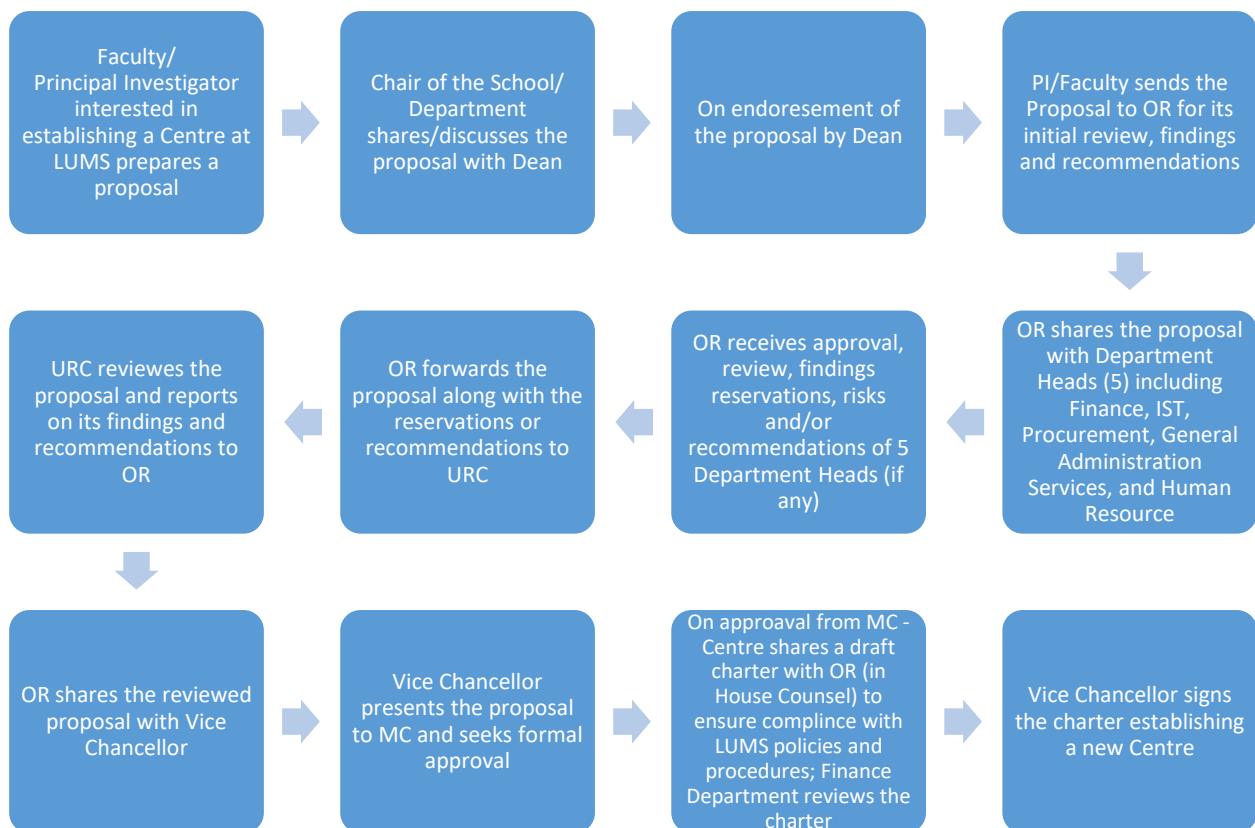 Faculty/
Principal Investigator
interested in
establishing a Centre at
LUMS prepares a
proposal
Chair of the School/
Department
shares/discusses the
proposal with Dean
On endoresement of
the proposal by Dean
PI/Faculty sends the
Proposal to OR for its
initial review, findings
and recommendations
OR shares the proposal
with Department
Heads (5) including
Finance, IST,
Procurement, General
Administration
Services, and Human
Resource
OR receives approval,
review, findings
reservations, risks
and/or
recommendations of 5
Department Heads (if
any)
OR forwards the
proposal along with the
reservations or
recommendations to
URC
URC reviewes the
proposal and reports
on its findings and
recommendations to
OR
OR shares the reviewed
proposal with Vice
Chancellor
Vice Chancellor
presents the proposal
to MC and seeks formal
approval
On approaval from MC -
Centre shares a draft
charter with OR (in
House Counsel) to
ensure complince with
LUMS policies and
procedures; Finance
Department reviews the
charter
Vice Chancellor signs
the charter establishing
a new Centre